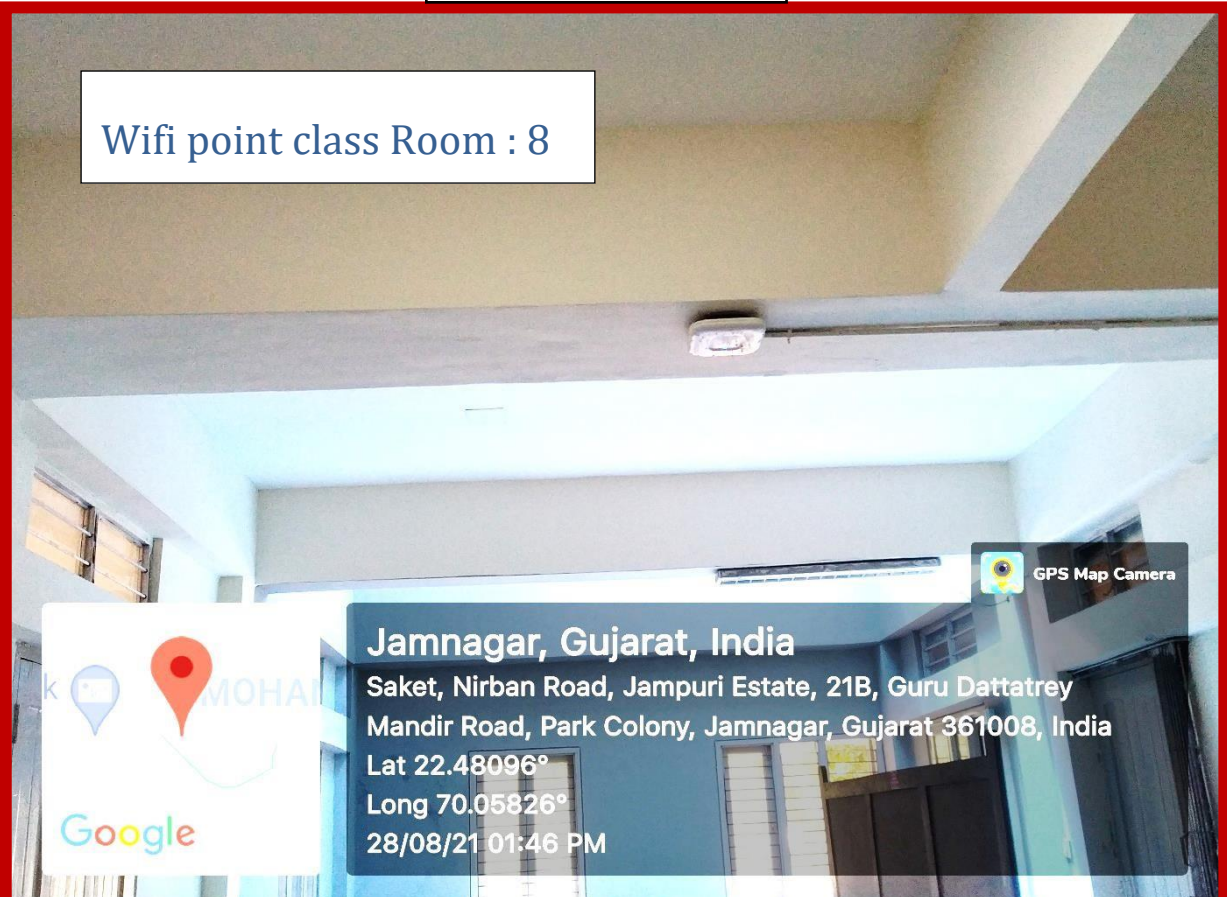 Wifi point class Room : 8
GPS Map Camera
Jamnagar, Gujarat, India
Saket, Nirban Road, Jampuri Estate, 21B, Guru Dattatrey
Mandir Road, Park Colony, Jamnagar, Gujarat 361008, India
Lat 22.48096°
Long 70.05826°
28/08/21 01:46 PM
k
MOHAN
Google